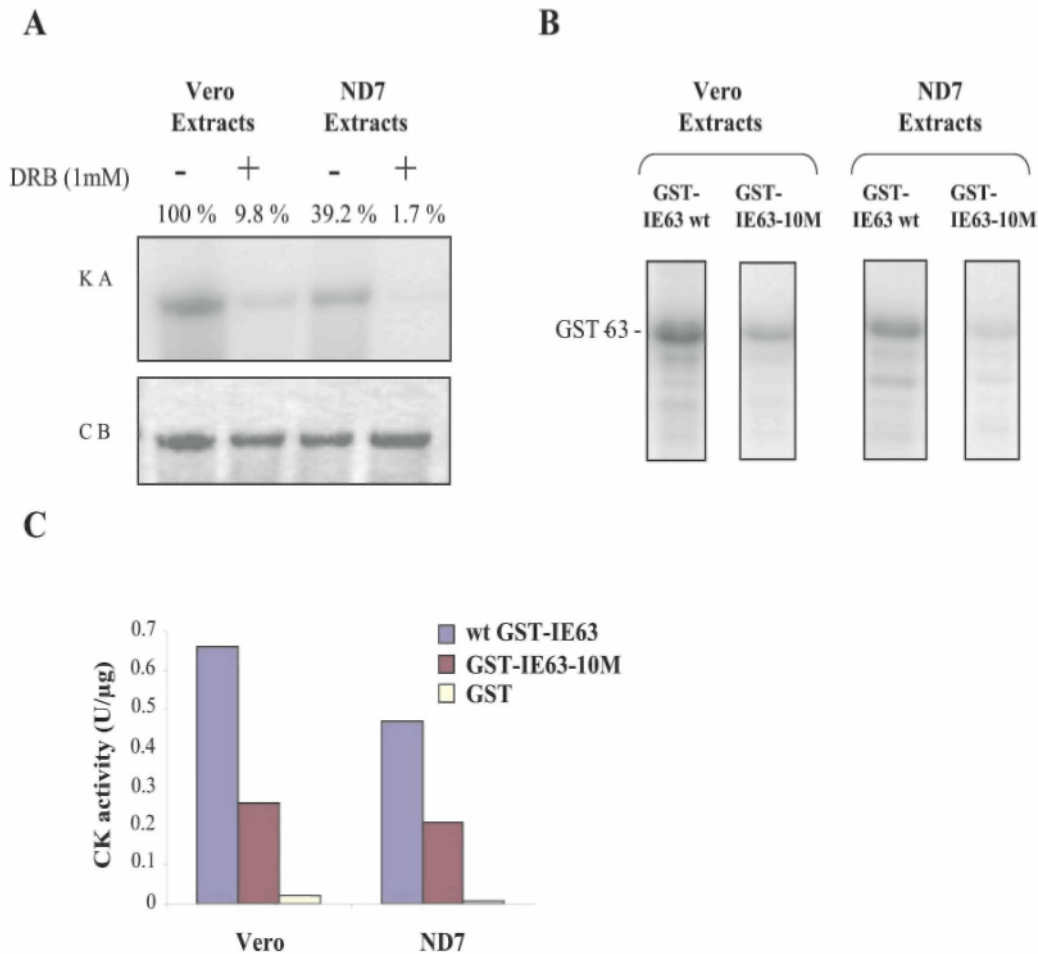 A
Vero
Extracts
ND7
Extracts
DRB (1mM)
- + - +
100 % 9.8 % 39.2 % 1.7 %
K A
C B
B
Vero
Extracts
ND7
Extracts
GST-
IE63 wt
GST-
IE63-10M
GST-
IE63 wt
GST-
IE63-10M
GST-63 -
C
CK activity (U/µg)
0.7
0.6
0.5
0.4
0.3
0.2
0.1
0
wt GST-IE63
GST-IE63-10M
GST
Vero
ND7